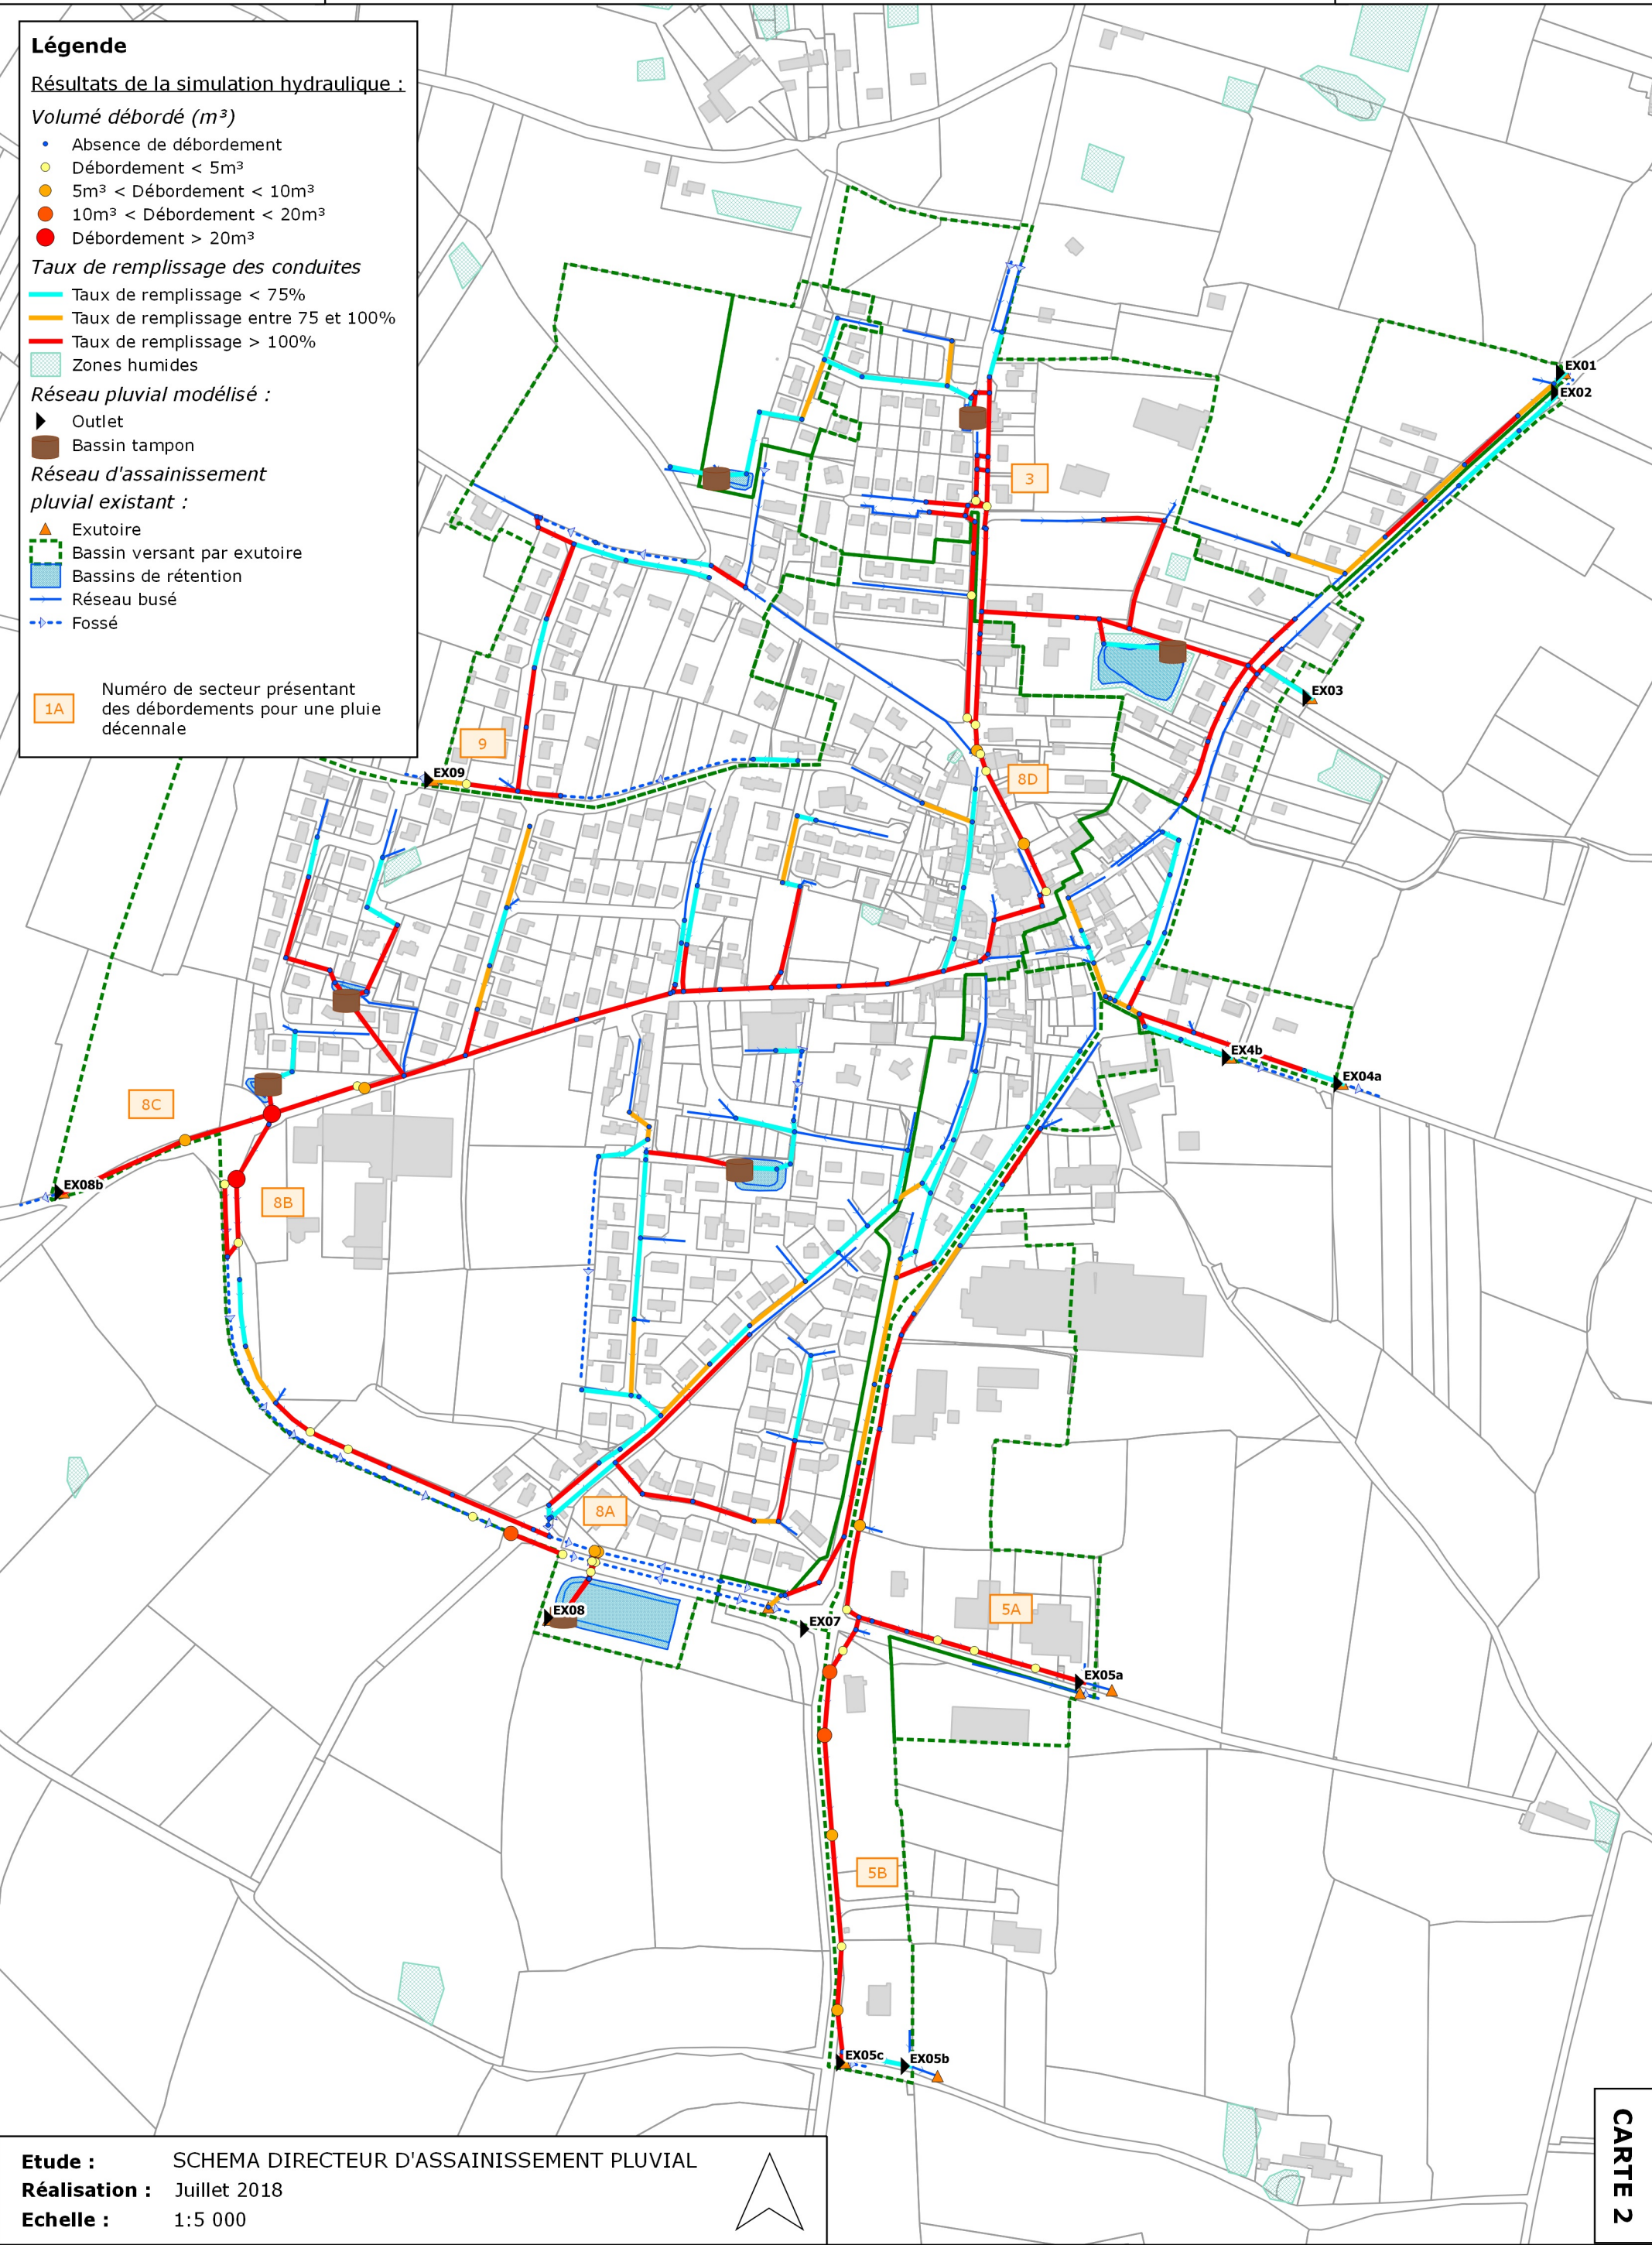 Légende
Résultats de la simulation hydraulique :
Volumé débordé (m³)
Absence de débordement
Débordement < 5m³
5m³ < Débordement < 10m³
10m³ < Débordement < 20m³
Débordement > 20m³
Taux de remplissage des conduites
Taux de remplissage < 75%
Taux de remplissage entre 75 et 100%
Taux de remplissage > 100%
Zones humides
Réseau pluvial modélisé :
Outlet
Bassin tampon
Réseau d'assainissement
pluvial existant :
Exutoire
Bassin versant par exutoire
Bassins de rétention
Réseau busé
Fossé
1A
Numéro de secteur présentant
des débordements pour une pluie
décennale
EX01
EX02
3
EX03
9
EX09
8D
EX4b
EX04a
8C
EX08b
8B
8A
EX08
EX07
5A
EX05a
5B
EX05c
EX05b
Etude : SCHEMA DIRECTEUR D'ASSAINISSEMENT PLUVIAL
Réalisation : Juillet 2018
Echelle : 1:5 000
CARTE 2